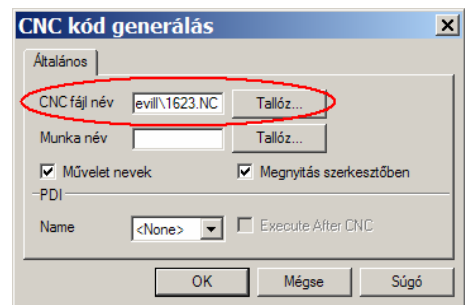 CNC kód generálás
Általános
CNC fájl név evill\1623.NC Tallóz...
Munka név Tallóz...
Művelet nevek Megnyitás szerkesztőben
PDI
Name <None> Execute After CNC
OK Mégse Súgó